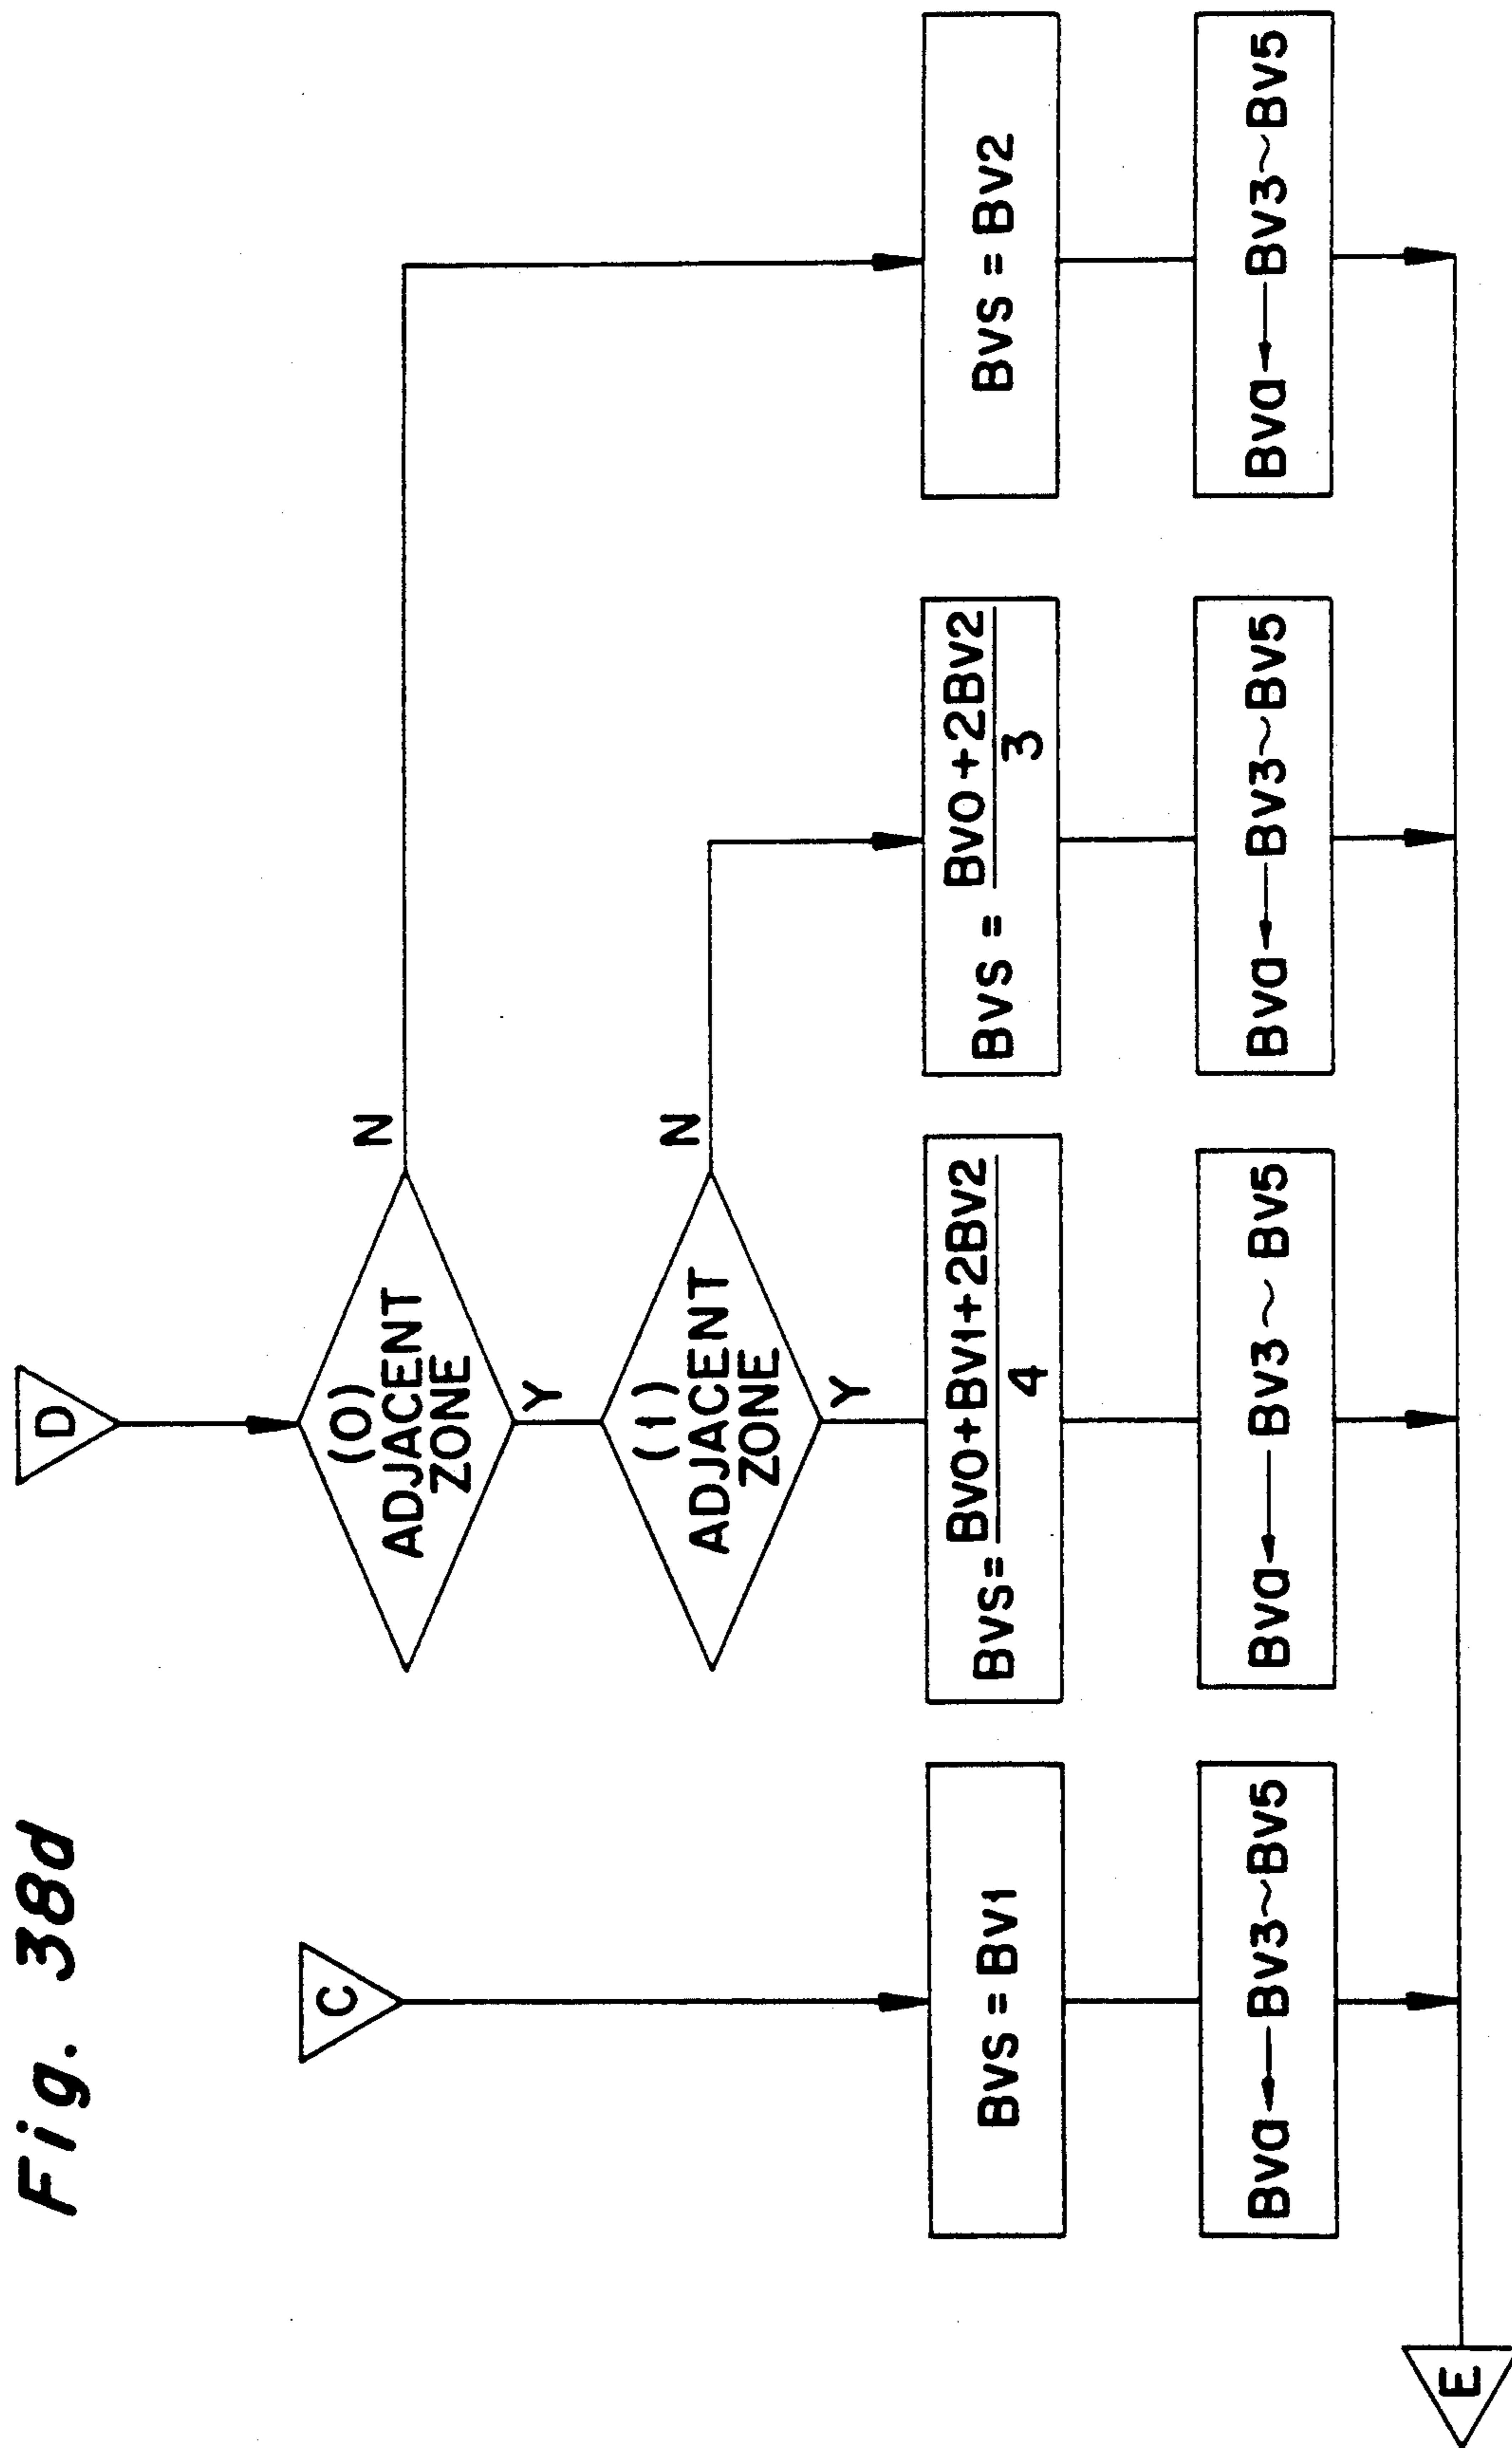 Fig. 38d
D
(0)
ADJACENT
ZONE
N
Y
(1)
ADJACENT
ZONE
N
Y
C
BVS = BV1
BVS = BV0+BV1+2BV2
4
BVS = BV0+2BV2
3
BVS = BV2
BVa ← BV3~BV5
BVa ← BV3~BV5
BVa ← BV3~BV5
BVa ← BV3~BV5
E